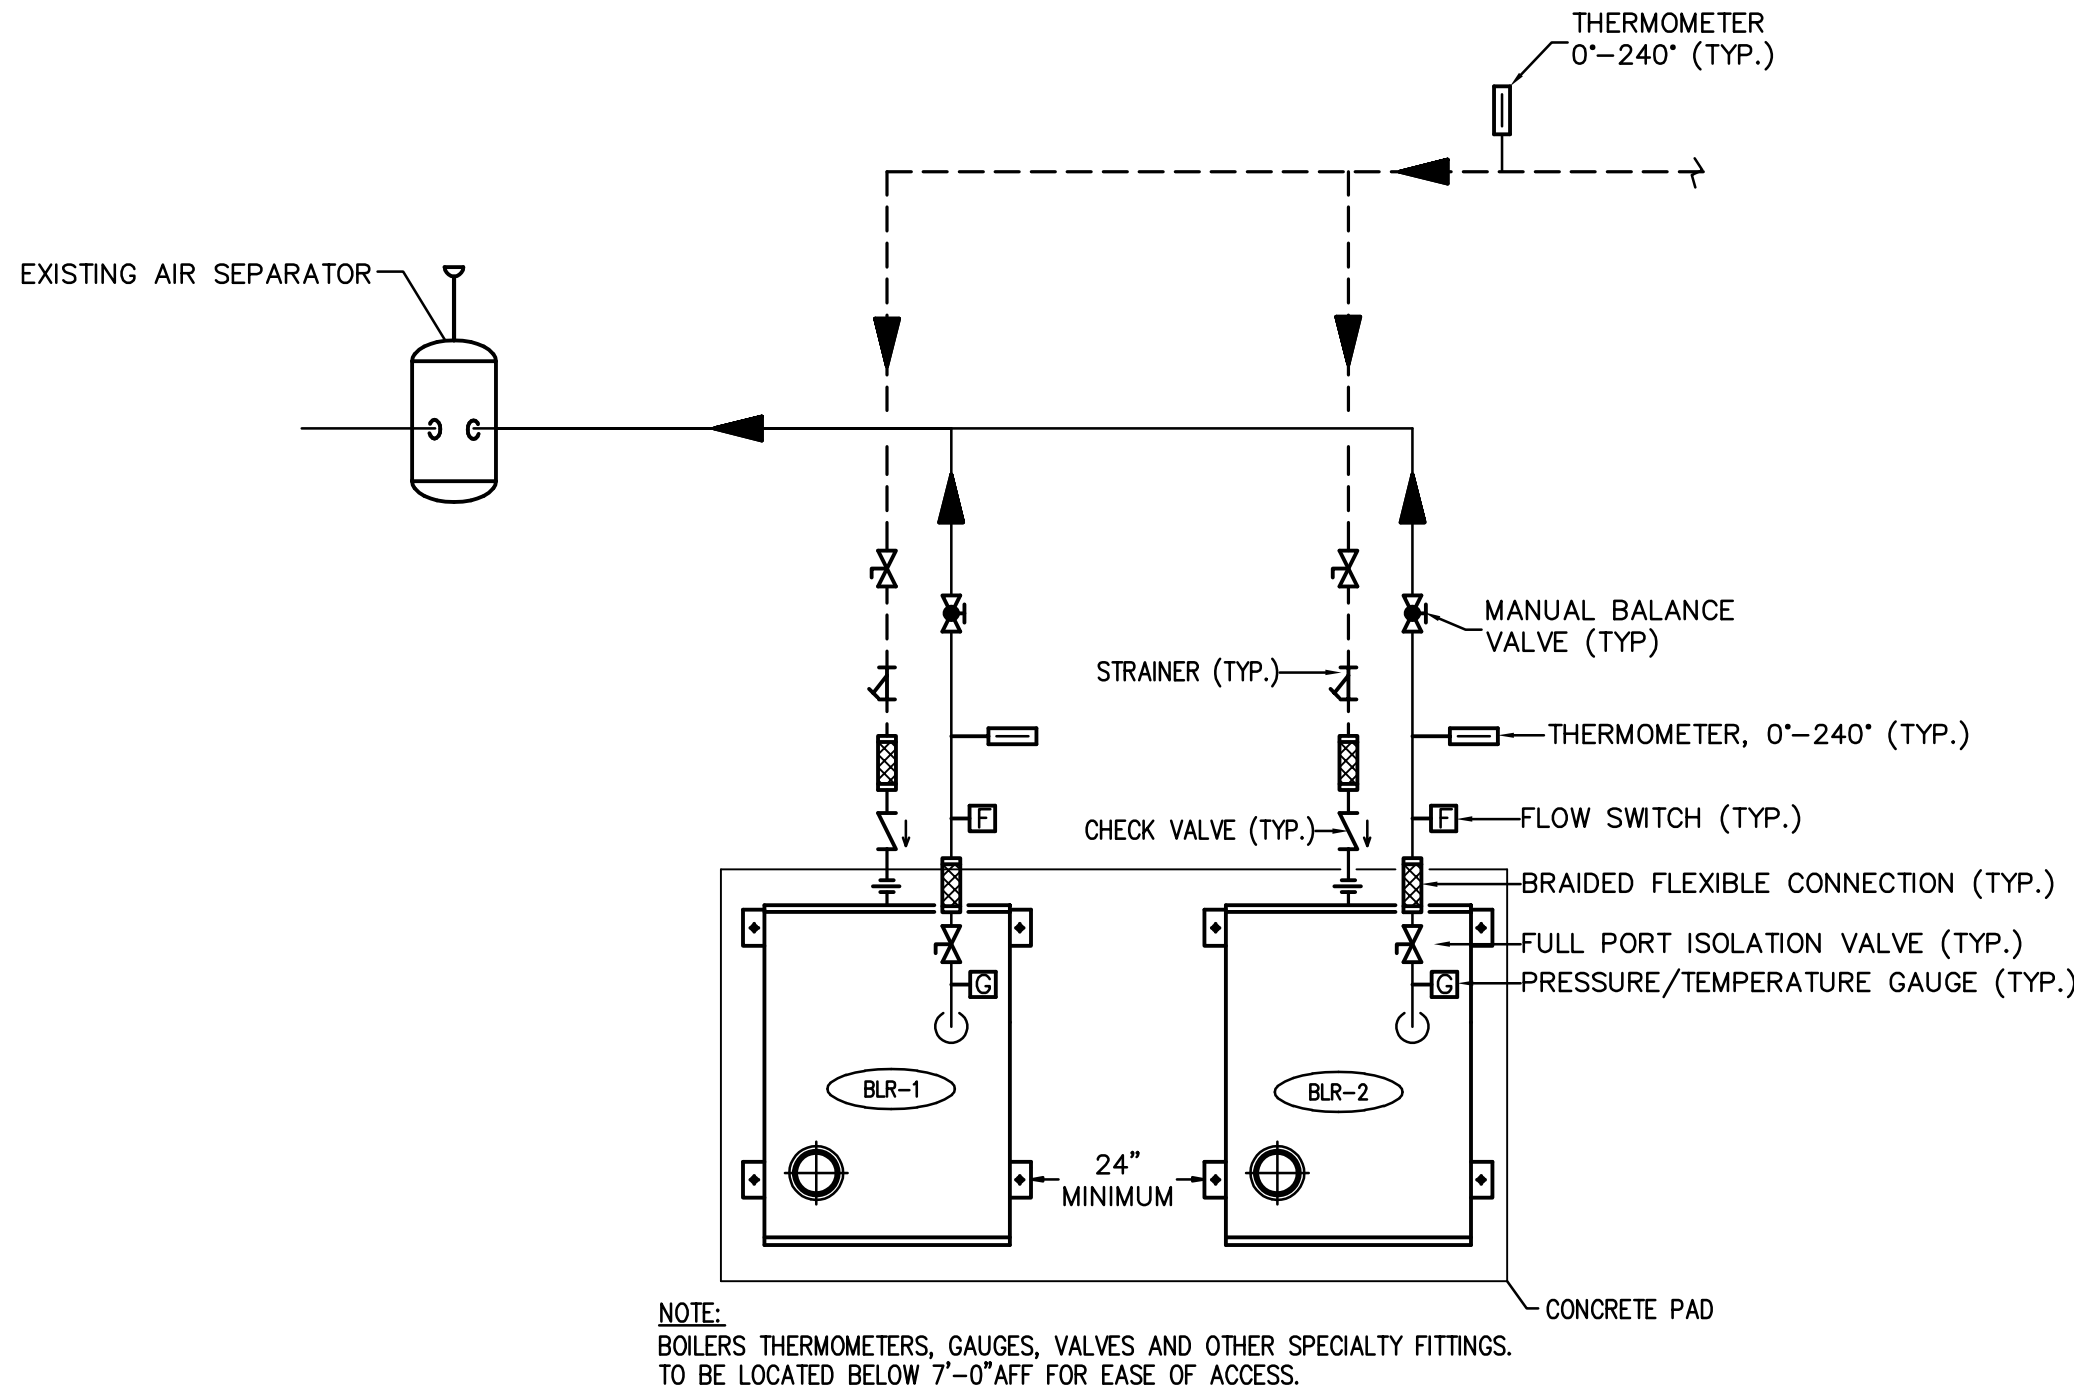 THERMOMETER
0°-240° (TYP.)
EXISTING AIR SEPARATOR
MANUAL BALANCE
VALVE (TYP)
STRAINER (TYP.)
THERMOMETER, 0°-240° (TYP.)
F
F
FLOW SWITCH (TYP.)
CHECK VALVE (TYP.)
BRAIDED FLEXIBLE CONNECTION (TYP.)
FULL PORT ISOLATION VALVE (TYP.)
G
G
PRESSURE/TEMPERATURE GAUGE (TYP.)
BLR-1
BLR-2
24"
MINIMUM
CONCRETE PAD
NOTE:
BOILERS THERMOMETERS, GAUGES, VALVES AND OTHER SPECIALTY FITTINGS.
TO BE LOCATED BELOW 7'-0"AFF FOR EASE OF ACCESS.